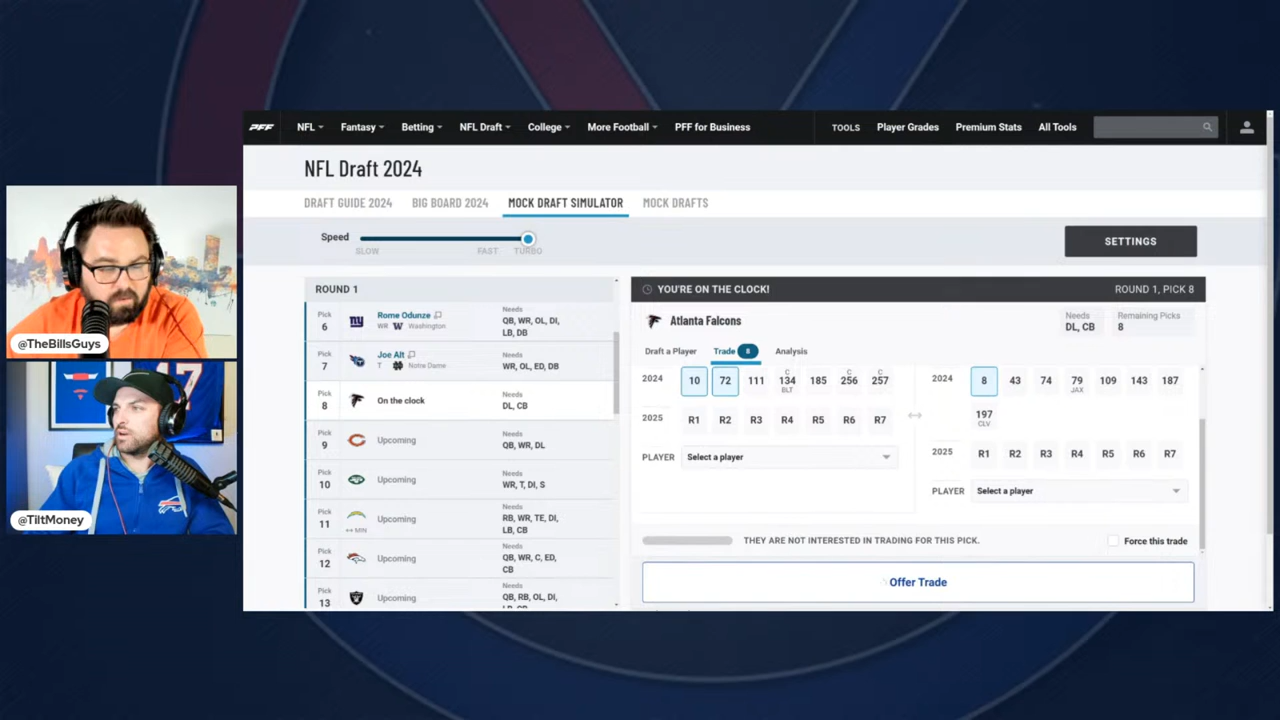 PFF
NFL
Fantasy
Betting
NFL Draft
College
More Football
PFF for Business
TOOLS
Player Grades
Premium Stats
All Tools
NFL Draft 2024
DRAFT GUIDE 2024
BIG BOARD 2024
MOCK DRAFT SIMULATOR
MOCK DRAFTS
Speed
SLOW
FAST
TURBO
SETTINGS
@TheBillsGuys
17
@TiltMoney
ROUND 1
Pick 6
Rome Odunze
WR W Washington
Needs
QB, WR, OL, DI,
LB, DB
Pick 7
Joe Alt
T Notre Dame
Needs
WR, OL, ED, DB
Pick 8
On the clock
Needs
DL, CB
Pick 9
Upcoming
Needs
QB, WR, DL
Pick 10
Upcoming
Needs
WR, T, DI, S
Pick 11
↔ MIN
Upcoming
Needs
RB, WR, TE, DI,
LB, CB
Pick 12
Upcoming
Needs
QB, WR, C, ED,
CB
Pick 13
Upcoming
Needs
QB, RB, OL, DI,
LB, CB
YOU'RE ON THE CLOCK!
ROUND 1, PICK 8
Atlanta Falcons
Needs
DL, CB
Remaining Picks
8
Draft a Player
Trade 8
Analysis
2024 10 72 111 C 134 BLT 185 C 256 C 257
2025 R1 R2 R3 R4 R5 R6 R7
PLAYER Select a player
2024 8 43 74 79 JAX 109 143 187
197 CLV
2025 R1 R2 R3 R4 R5 R6 R7
PLAYER Select a player
THEY ARE NOT INTERESTED IN TRADING FOR THIS PICK.
Force this trade
Offer Trade